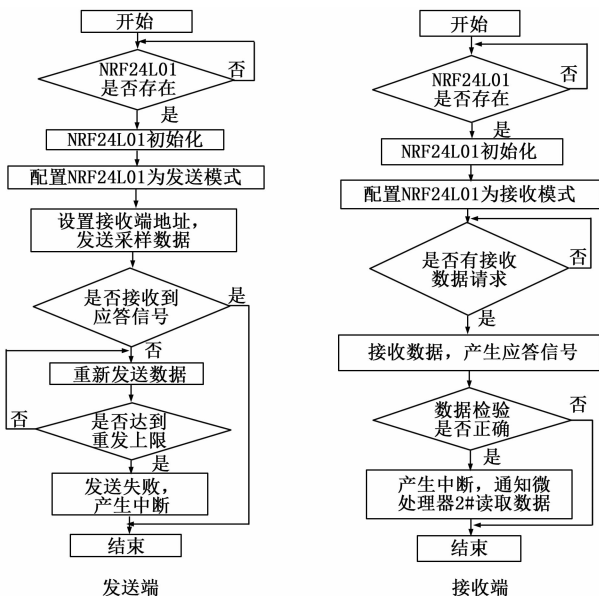 开始
NRF24L01
是否存在
否
是
NRF24L01初始化
配置NRF24L01为发送模式
设置接收端地址，
发送采样数据
是否接收到
应答信号
是
否
重新发送数据
是否达到
重发上限
否
是
发送失败，
产生中断
结束
发送端
开始
NRF24L01
是否存在
否
是
NRF24L01初始化
配置NRF24L01为接收模式
是否有接收
数据请求
否
是
接收数据，产生应答信号
数据检验
是否正确
否
是
产生中断，通知微
处理器2#读取数据
结束
接收端